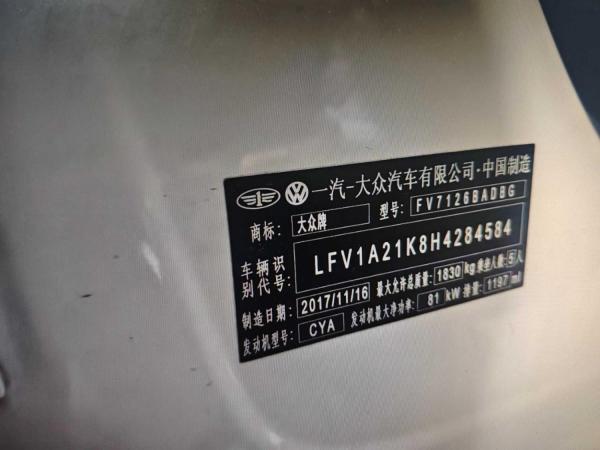 一汽-大众汽车有限公司·中国制造
商标: 大众牌 型号: FV7126BADBG
车辆识别代号: LFV1A21K8H4284584
制造日期: 2017/11/16 最大允许总质量: 1830 kg 乘坐人数: 5 人
发动机型号: CYA 发动机最大净功率: 81 kW 排量: 1197 ml